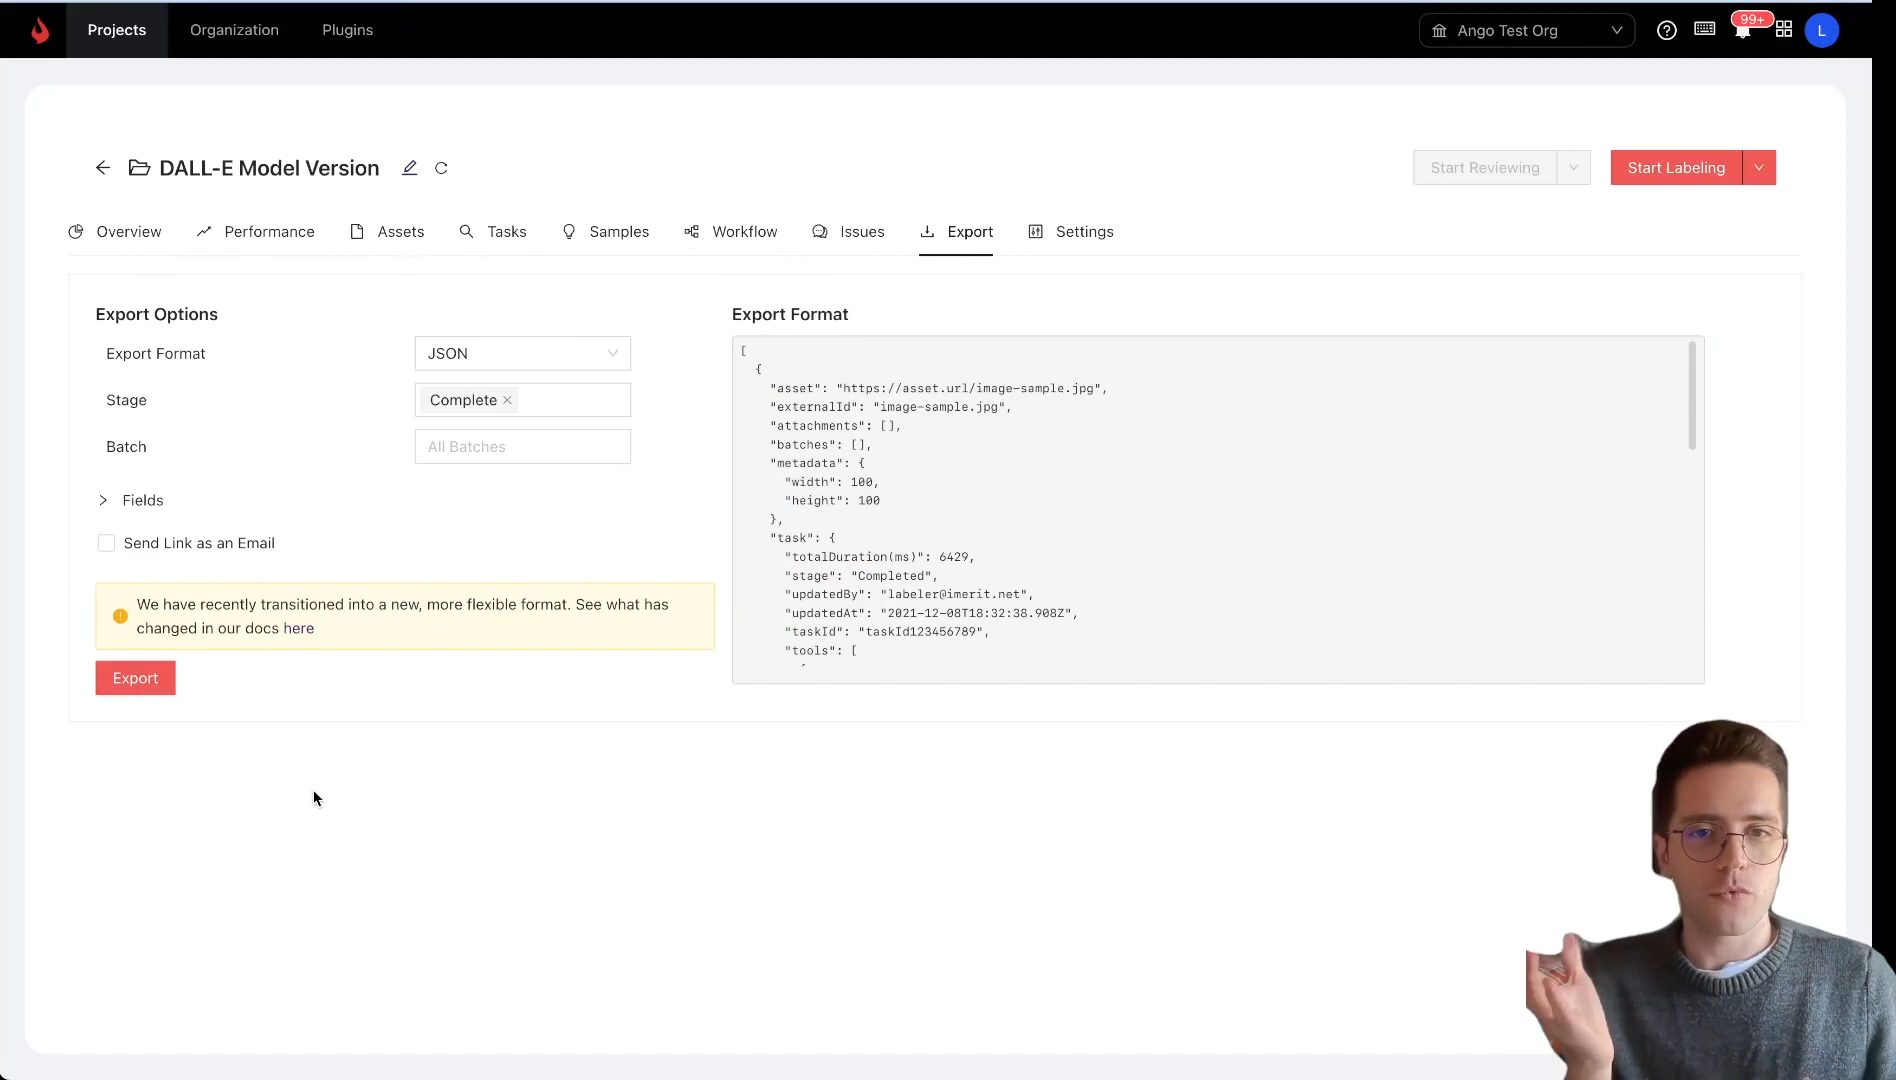 Projects
Organization
Plugins
Ango Test Org
99+
L
DALL-E Model Version
Start Reviewing
Start Labeling
Overview
Performance
Assets
Tasks
Samples
Workflow
Issues
Export
Settings
Export Options
Export Format
JSON
Stage
Complete
Batch
All Batches
Fields
Send Link as an Email
We have recently transitioned into a new, more flexible format. See what has
changed in our docs here
Export
Export Format
[
{
"asset": "https://asset.url/image-sample.jpg",
"externalId": "image-sample.jpg",
"attachments": [],
"batches": [],
"metadata": {
"width": 100,
"height": 100
},
"task": {
"totalDuration(ms)": 6429,
"stage": "Completed",
"updatedBy": "labeler@imerit.net",
"updatedAt": "2021-12-08T18:32:38.908Z",
"taskId": "taskId123456789",
"tools": [